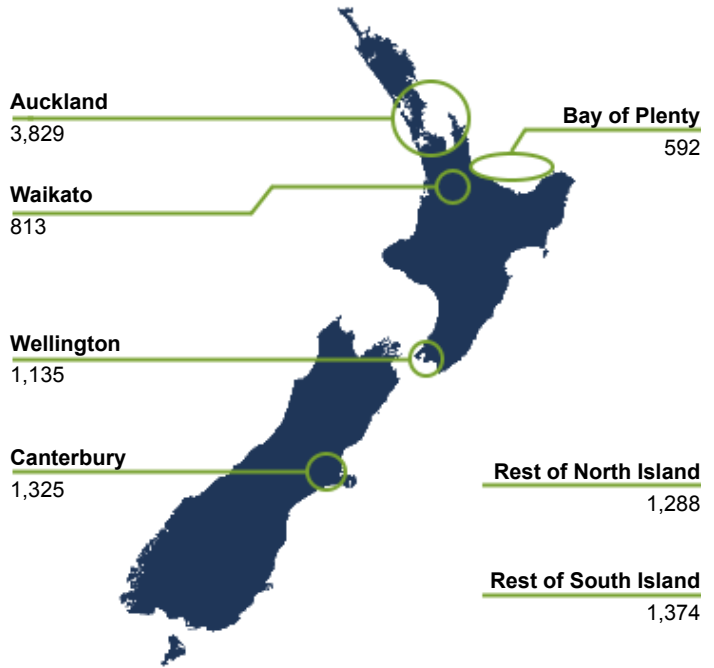 Auckland
3,829
Bay of Plenty
592
Waikato
813
Wellington
1,135
Canterbury
1,325
Rest of North Island
1,288
Rest of South Island
1,374